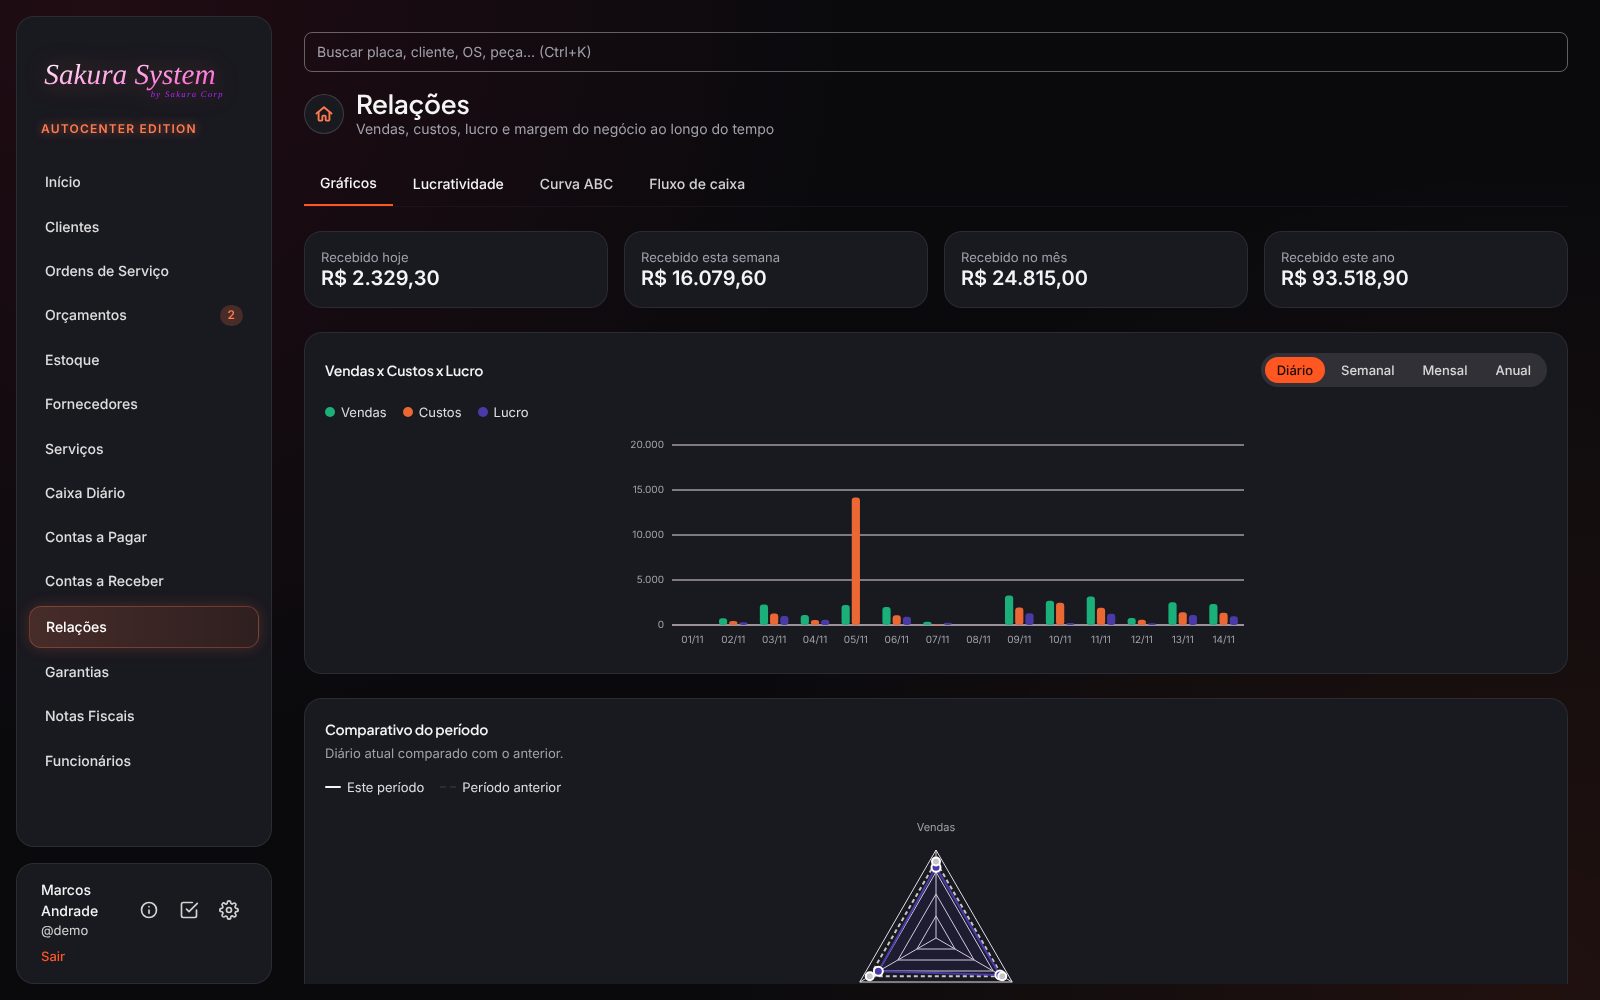 Sakura System
by Sakura Corp
AUTOCENTER EDITION
Início
Clientes
Ordens de Serviço
Orçamentos 2
Estoque
Fornecedores
Serviços
Caixa Diário
Contas a Pagar
Contas a Receber
Relações
Garantias
Notas Fiscais
Funcionários
Marcos
Andrade
@demo
Sair
Buscar placa, cliente, OS, peça... (Ctrl+K)
Relações
Vendas, custos, lucro e margem do negócio ao longo do tempo
Gráficos Lucratividade Curva ABC Fluxo de caixa
Recebido hoje
R$ 2.329,30
Recebido esta semana
R$ 16.079,60
Recebido no mês
R$ 24.815,00
Recebido este ano
R$ 93.518,90
Vendas x Custos x Lucro
Diário Semanal Mensal Anual
Vendas Custos Lucro
20.000
15.000
10.000
5.000
0
01/11 02/11 03/11 04/11 05/11 06/11 07/11 08/11 09/11 10/11 11/11 12/11 13/11 14/11
Comparativo do período
Diário atual comparado com o anterior.
Este período Período anterior
Vendas